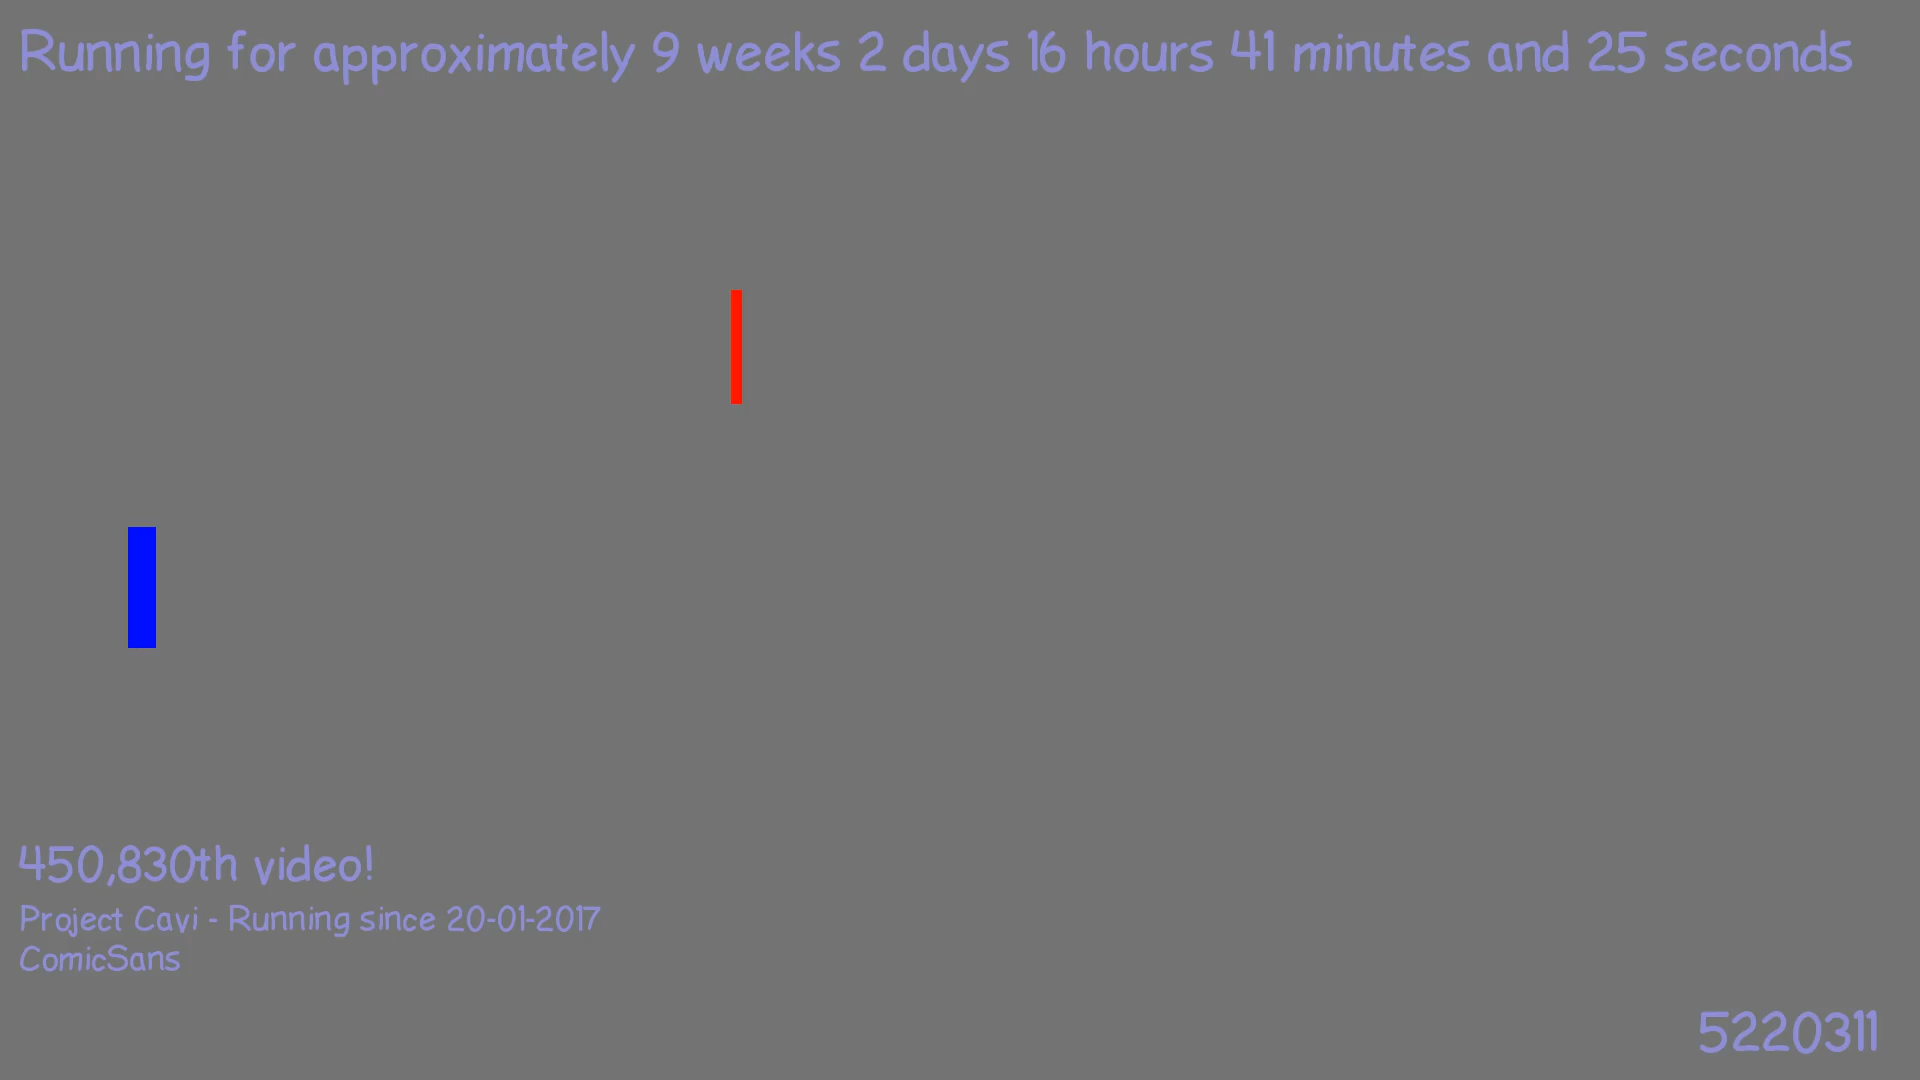 Running for approximately 9 weeks 2 days 16 hours 41 minutes and 25 seconds
450,830th video!
Project Cavi - Running since 20-01-2017
ComicSans
5220311